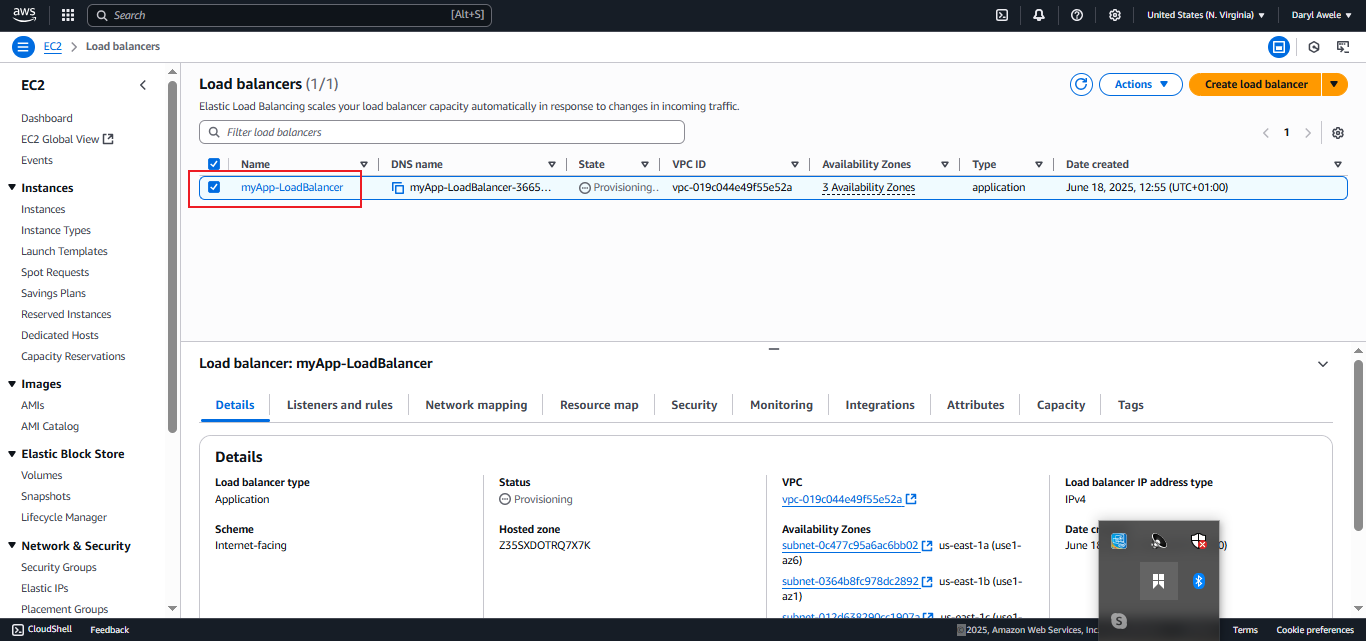 aws
Search [Alt+S]
United States (N. Virginia)
Daryl Awele
EC2
Load balancers
EC2
Dashboard
EC2 Global View
Events
Instances
Instances
Instance Types
Launch Templates
Spot Requests
Savings Plans
Reserved Instances
Dedicated Hosts
Capacity Reservations
Images
AMIs
AMI Catalog
Elastic Block Store
Volumes
Snapshots
Lifecycle Manager
Network & Security
Security Groups
Elastic IPs
Placement Groups
Load balancers (1/1)
Actions
Create load balancer
Elastic Load Balancing scales your load balancer capacity automatically in response to changes in incoming traffic.
Filter load balancers
1
Name DNS name State VPC ID Availability Zones Type Date created
myApp-LoadBalancer myApp-LoadBalancer-3665... Provisioning... vpc-019c044e49f55e52a 3 Availability Zones application June 18, 2025, 12:55 (UTC+01:00)
Load balancer: myApp-LoadBalancer
Details Listeners and rules Network mapping Resource map Security Monitoring Integrations Attributes Capacity Tags
Details
Load balancer type
Application
Scheme
Internet-facing
Status
Provisioning
Hosted zone
Z35SXDOTRQ7X7K
VPC
vpc-019c044e49f55e52a
Availability Zones
subnet-0c477c95a6ac6bb02 us-east-1a (use1-
az6)
subnet-0364b8fc978dc2892 us-east-1b (use1-
az1)
subnet-012d638290cc1907a us-east-1c (use1-
Load balancer IP address type
IPv4
Date c
June 18 0)
CloudShell Feedback
2025, Amazon Web Services, Inc.
Terms
Cookie preferences